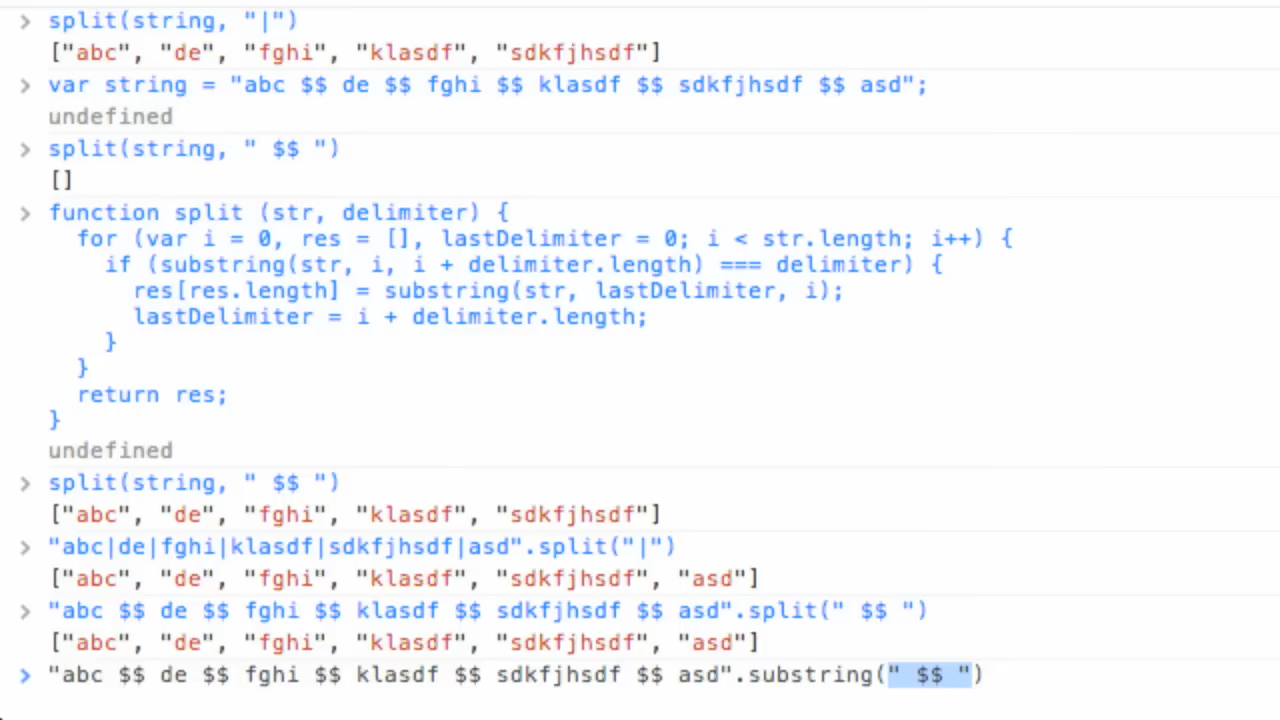 > split(string, "|")
["abc", "de", "fghi", "klasdf", "sdkfjhsdf"]
> var string = "abc $$ de $$ fghi $$ klasdf $$ sdkfjhsdf $$ asd";
undefined
> split(string, " $$ ")
[]
> function split (str, delimiter) {
for (var i = 0, res = [], lastDelimiter = 0; i < str.length; i++) {
if (substring(str, i, i + delimiter.length) === delimiter) {
res[res.length] = substring(str, lastDelimiter, i);
lastDelimiter = i + delimiter.length;
}
}
return res;
}
undefined
> split(string, " $$ ")
["abc", "de", "fghi", "klasdf", "sdkfjhsdf"]
> "abc|de|fghi|klasdf|sdkfjhsdf|asd".split("|")
["abc", "de", "fghi", "klasdf", "sdkfjhsdf", "asd"]
> "abc $$ de $$ fghi $$ klasdf $$ sdkfjhsdf $$ asd".split(" $$ ")
["abc", "de", "fghi", "klasdf", "sdkfjhsdf", "asd"]
> "abc $$ de $$ fghi $$ klasdf $$ sdkfjhsdf $$ asd".substring(" $$ ")